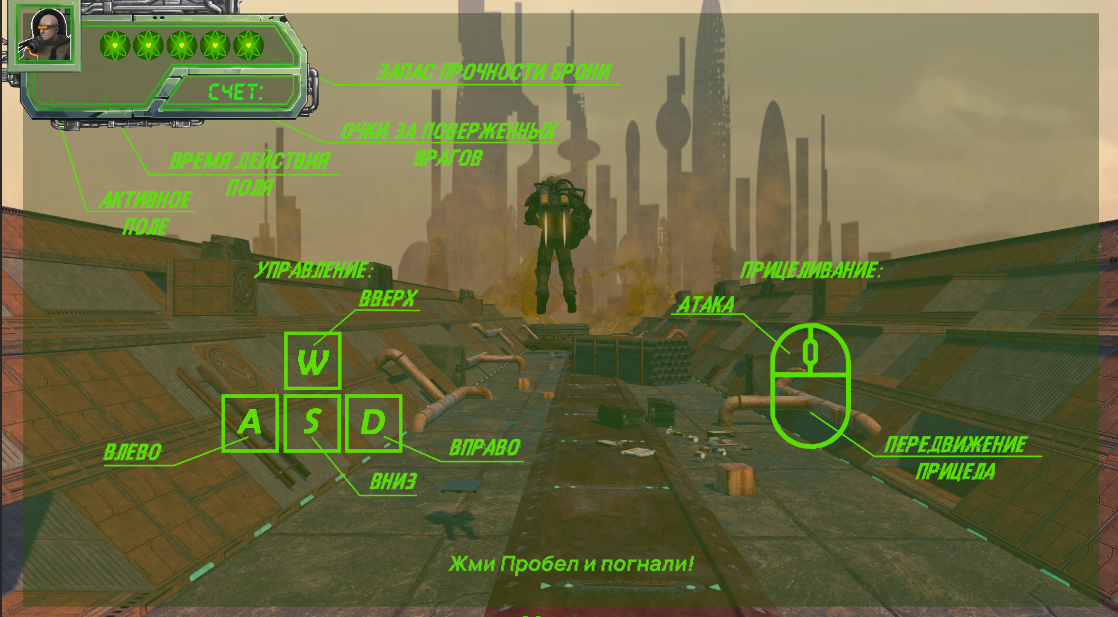 ЗАПАС ПРОЧНОСТИ БРОНИ
СЧЕТ:
ОЧКИ ЗА ПОВЕРЖЕННЫХ
ВРАГОВ
ВРЕМЯ ДЕЙСТВИЯ
ПОЛЯ
АКТИВНОЕ
ПОЛЕ
УПРАВЛЕНИЕ:
ВВЕРХ
W
A
S
D
ВЛЕВО
ВПРАВО
ВНИЗ
ПРИЦЕЛИВАНИЕ:
АТАКА
ПЕРЕДВИЖЕНИЕ
ПРИЦЕЛА
Жми Пробел и погнали!